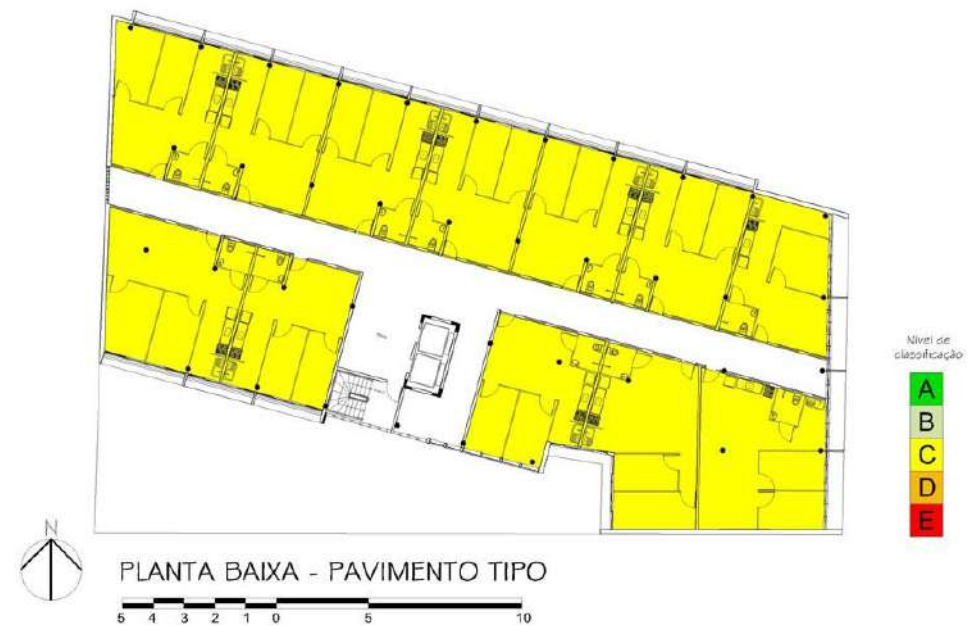 Nível de
classificação
A
B
C
D
E
N
PLANTA BAIXA - PAVIMENTO TIPO
5 4 3 2 1 0 5 10